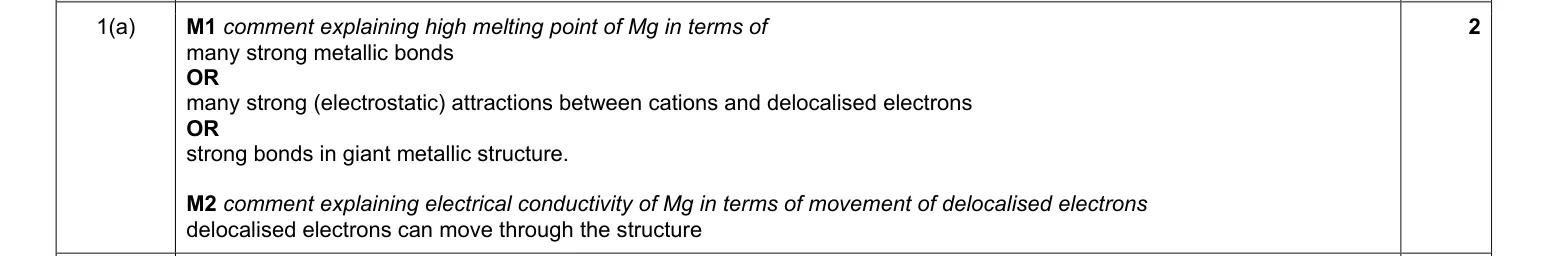 1(a)
M1 comment explaining high melting point of Mg in terms of
2
many strong metallic bonds
OR
many strong (electrostatic) attractions between cations and delocalised electrons
OR
strong bonds in giant metallic structure.
M2 comment explaining electrical conductivity of Mg in terms of movement of delocalised electrons
delocalised electrons can move through the structure